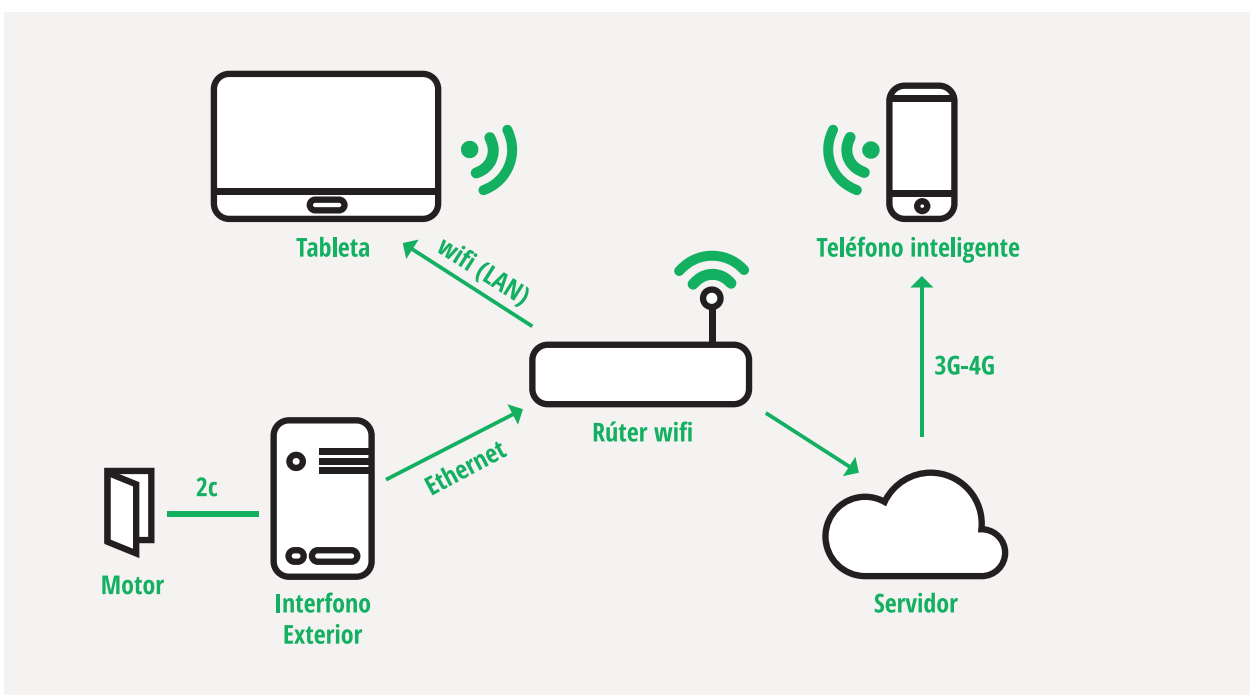 Tableta
wifi (LAN)
Teléfono inteligente
3G-4G
Rúter wifi
Ethernet
2c
Motor
Interfono
Exterior
Servidor